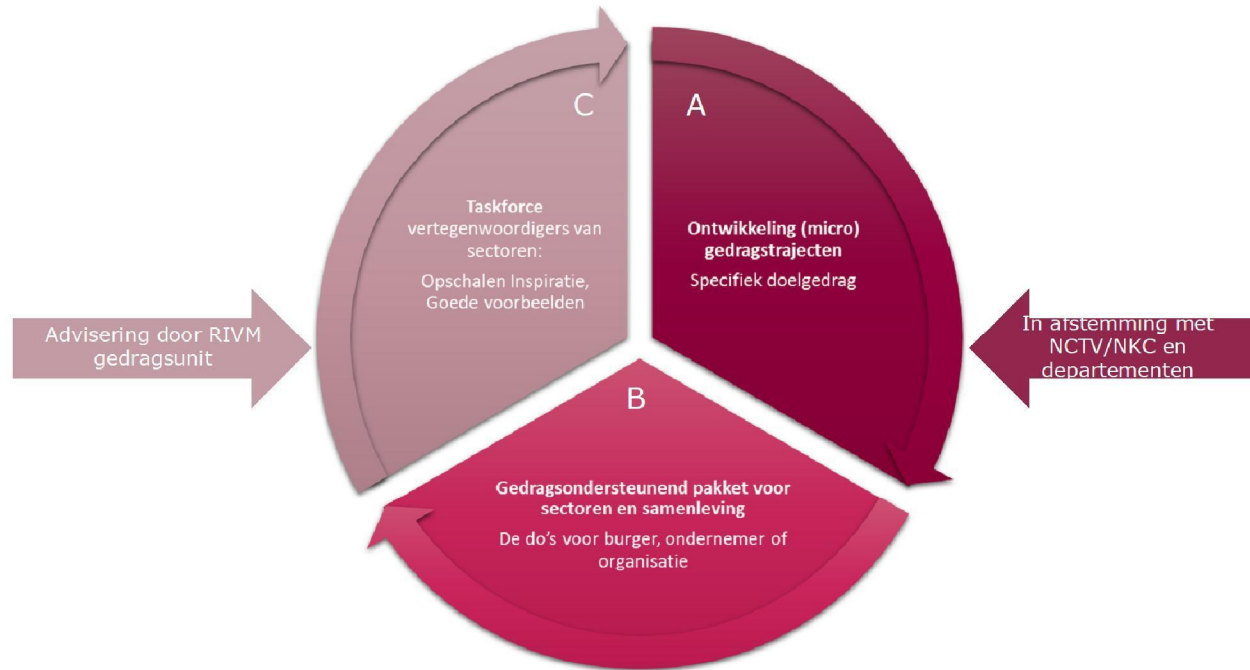 C
Taskforce
vertegenwoordigers van
sectoren:
Opschalen Inspiratie,
Goede voorbeelden
A
Ontwikkeling (micro)
gedragstrajecten
Specifiek doelgedrag
Advisering door RIVM
gedragsunit
In afstemming met
NCTV/NKC en
departementen
B
Gedragsondersteunend pakket voor
sectoren en samenleving
De do's voor burger, ondernemer of
organisatie